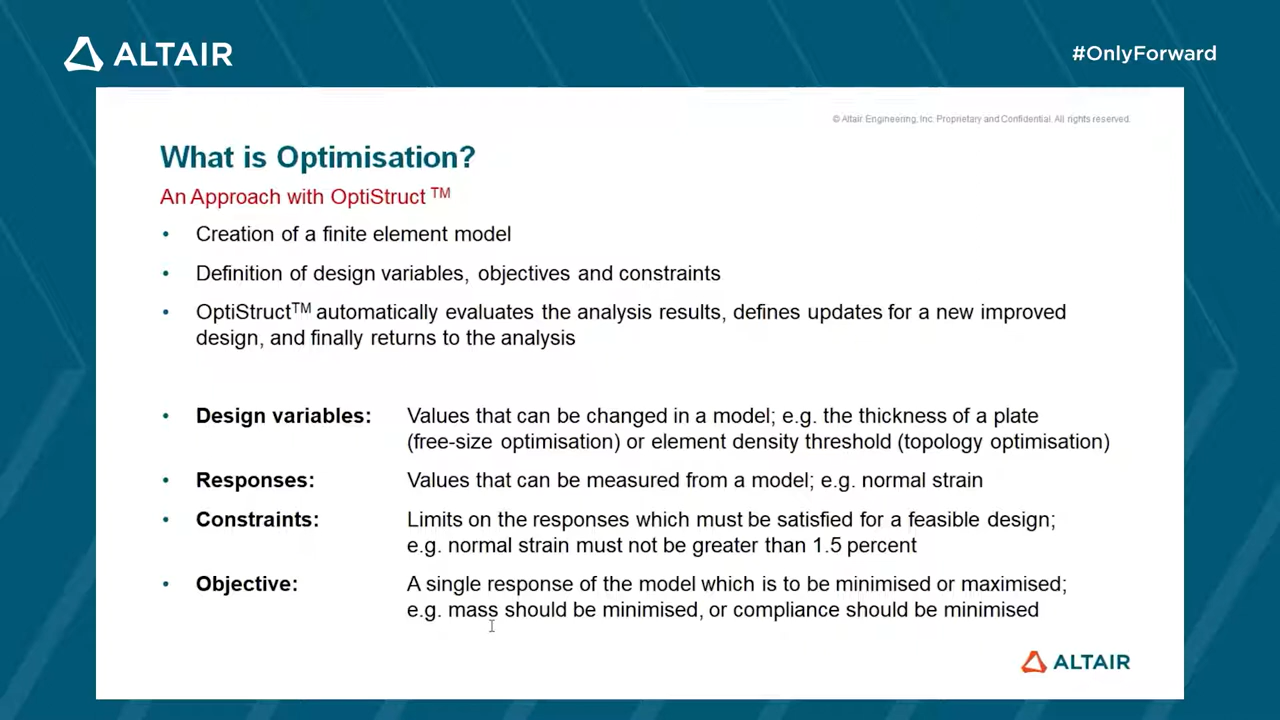 ALTAIR
#OnlyForward
© Altair Engineering, Inc. Proprietary and Confidential. All rights reserved.
What is Optimisation?
An Approach with OptiStruct TM
• Creation of a finite element model
• Definition of design variables, objectives and constraints
• OptiStructTM automatically evaluates the analysis results, defines updates for a new improved
design, and finally returns to the analysis
• Design variables: Values that can be changed in a model; e.g. the thickness of a plate
(free-size optimisation) or element density threshold (topology optimisation)
• Responses: Values that can be measured from a model; e.g. normal strain
• Constraints: Limits on the responses which must be satisfied for a feasible design;
e.g. normal strain must not be greater than 1.5 percent
• Objective: A single response of the model which is to be minimised or maximised;
e.g. mass should be minimised, or compliance should be minimised
ALTAIR